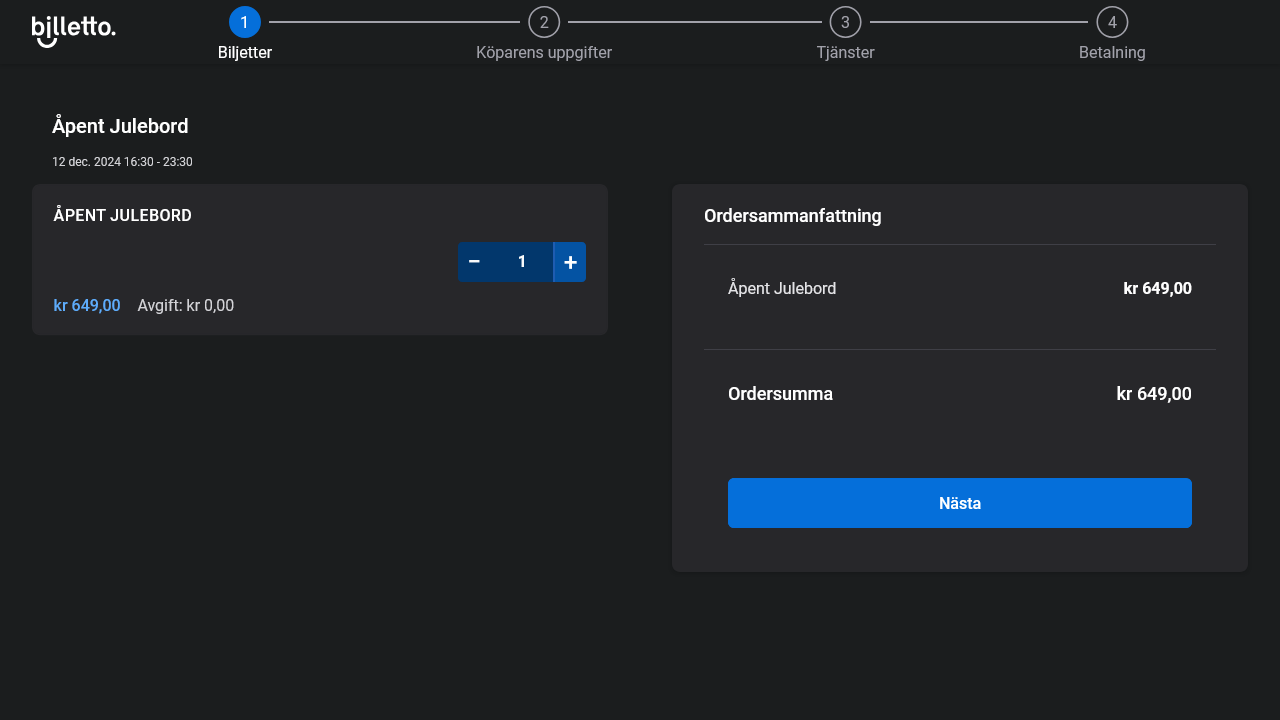 billetto.
1
Biljetter
2
Köparens uppgifter
3
Tjänster
4
Betalning
Åpent Julebord
12 dec. 2024 16:30 - 23:30
ÅPENT JULEBORD
− 1 +
kr 649,00 Avgift: kr 0,00
Ordersammanfattning
Åpent Julebord kr 649,00
Ordersumma kr 649,00
Nästa